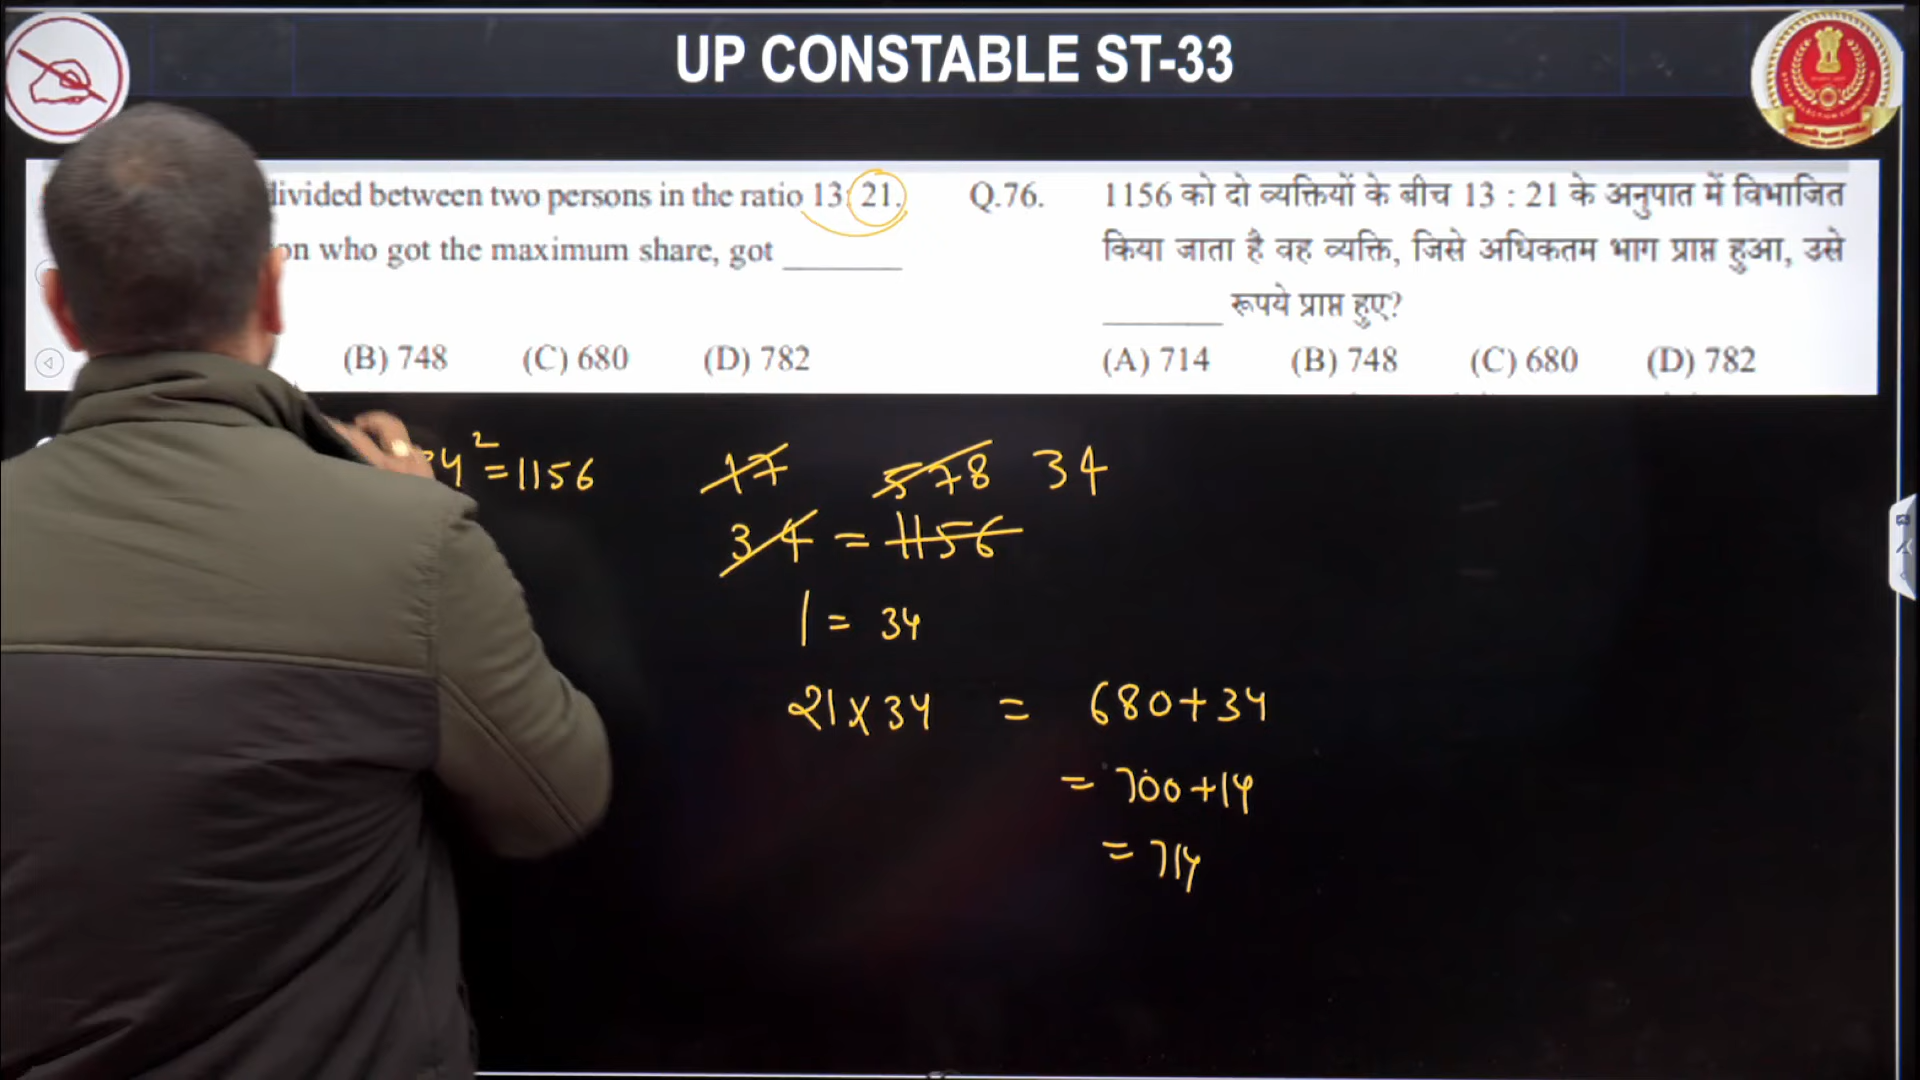 UP CONSTABLE ST-33
divided between two persons in the ratio 13: 21.
who got the maximum share, got ________
(B) 748 (C) 680 (D) 782
Q.76. 1156 को दो व्यक्तियों के बीच 13 : 21 के अनुपात में विभाजित
किया जाता है वह व्यक्ति, जिसे अधिकतम भाग प्राप्त हुआ, उसे
________ रूपये प्राप्त हुए?
(A) 714 (B) 748 (C) 680 (D) 782
4² = 1156
17 578 34
34 = 1156
1 = 34
21 x 34 = 680+34
= 700+14
= 714